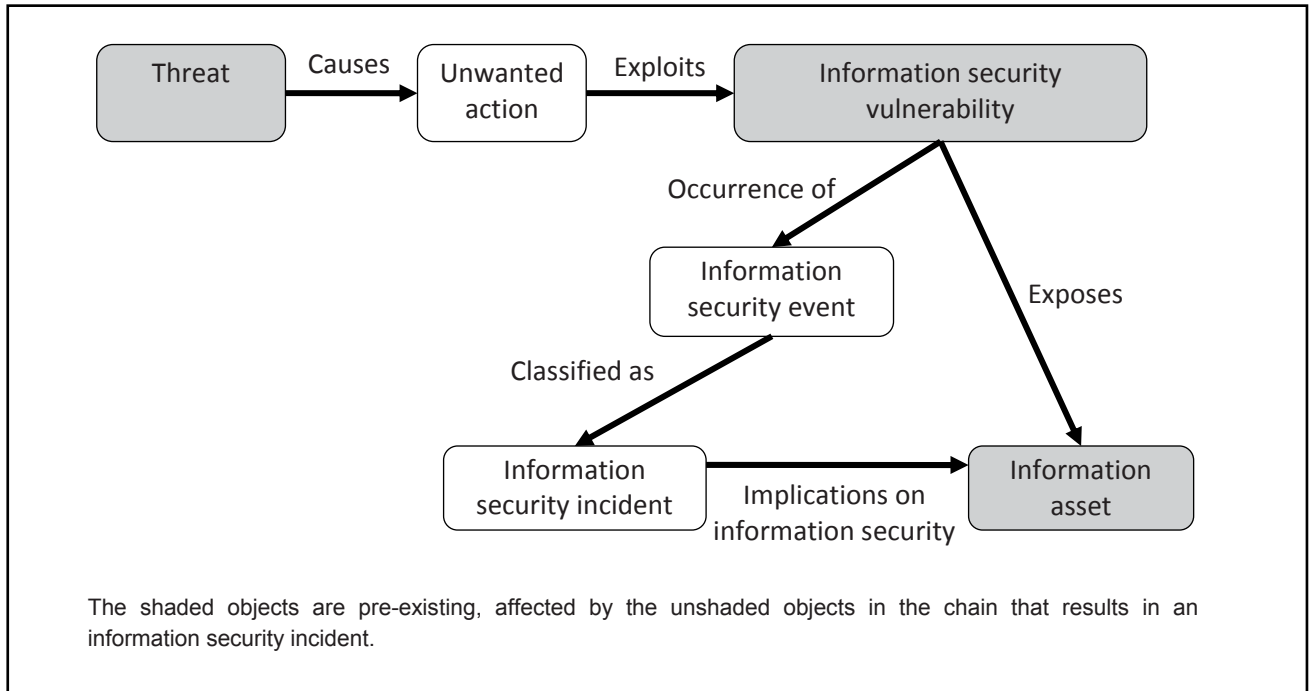 Threat
Causes
Unwanted
action
Exploits
Information security
vulnerability
Occurrence of
Information
security event
Exposes
Classified as
Information
security incident
Implications on
information security
Information
asset
The shaded objects are pre-existing, affected by the unshaded objects in the chain that results in an
information security incident.